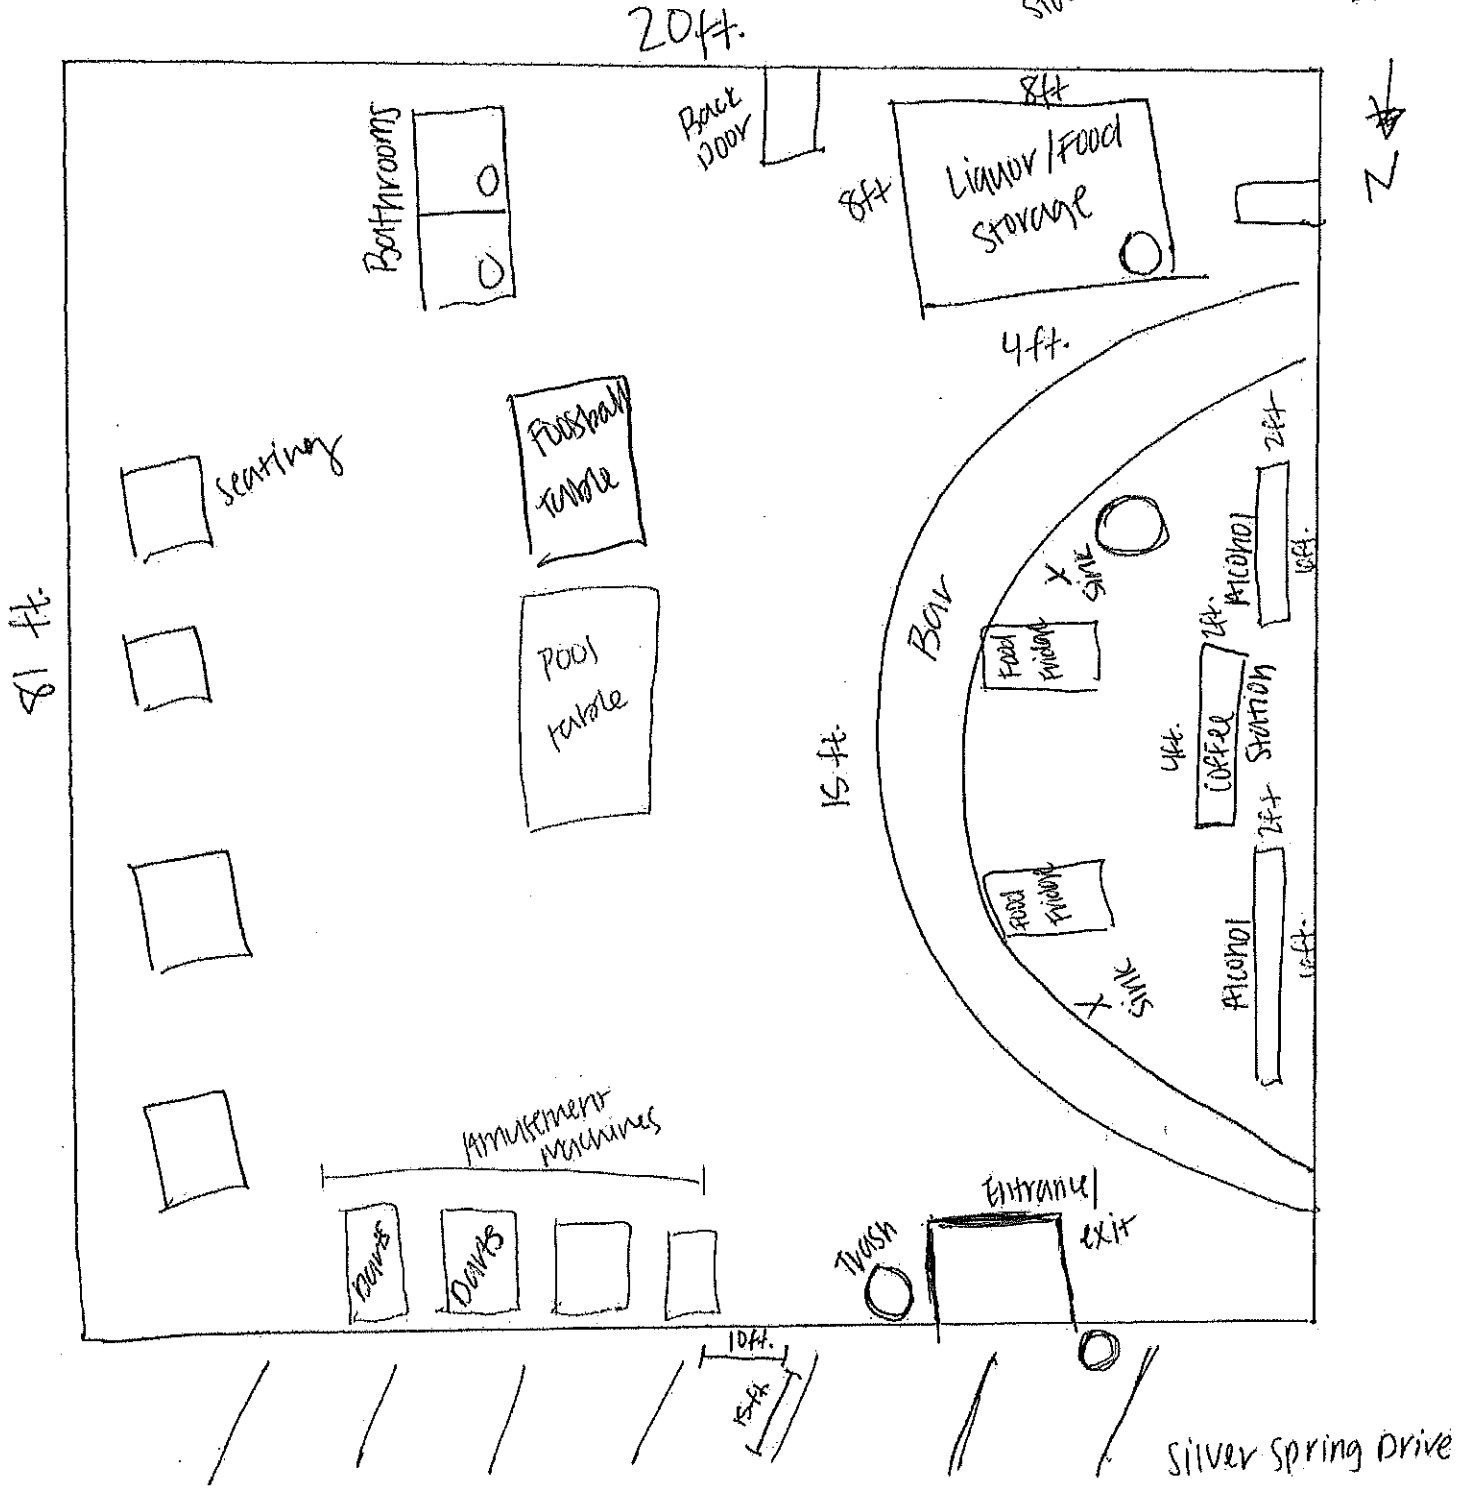 20ft.
8ft
Back
Door
Bathrooms
8ft
Liquor/Food
Storage
N
4ft.
Foosball
table
Seating
2ft
Alcohol
10ft.
X
Sink
81 ft.
Bar
Food
Fridge
2ft.
Pool
table
15 ft.
4ft.
Coffee
Station
2ft
Food
Fridge
Alcohol
10ft.
X
Sink
Amusement
Machines
Entrance/
exit
Trash
Darts
Darts
10ft.
15ft
Silver Spring Drive